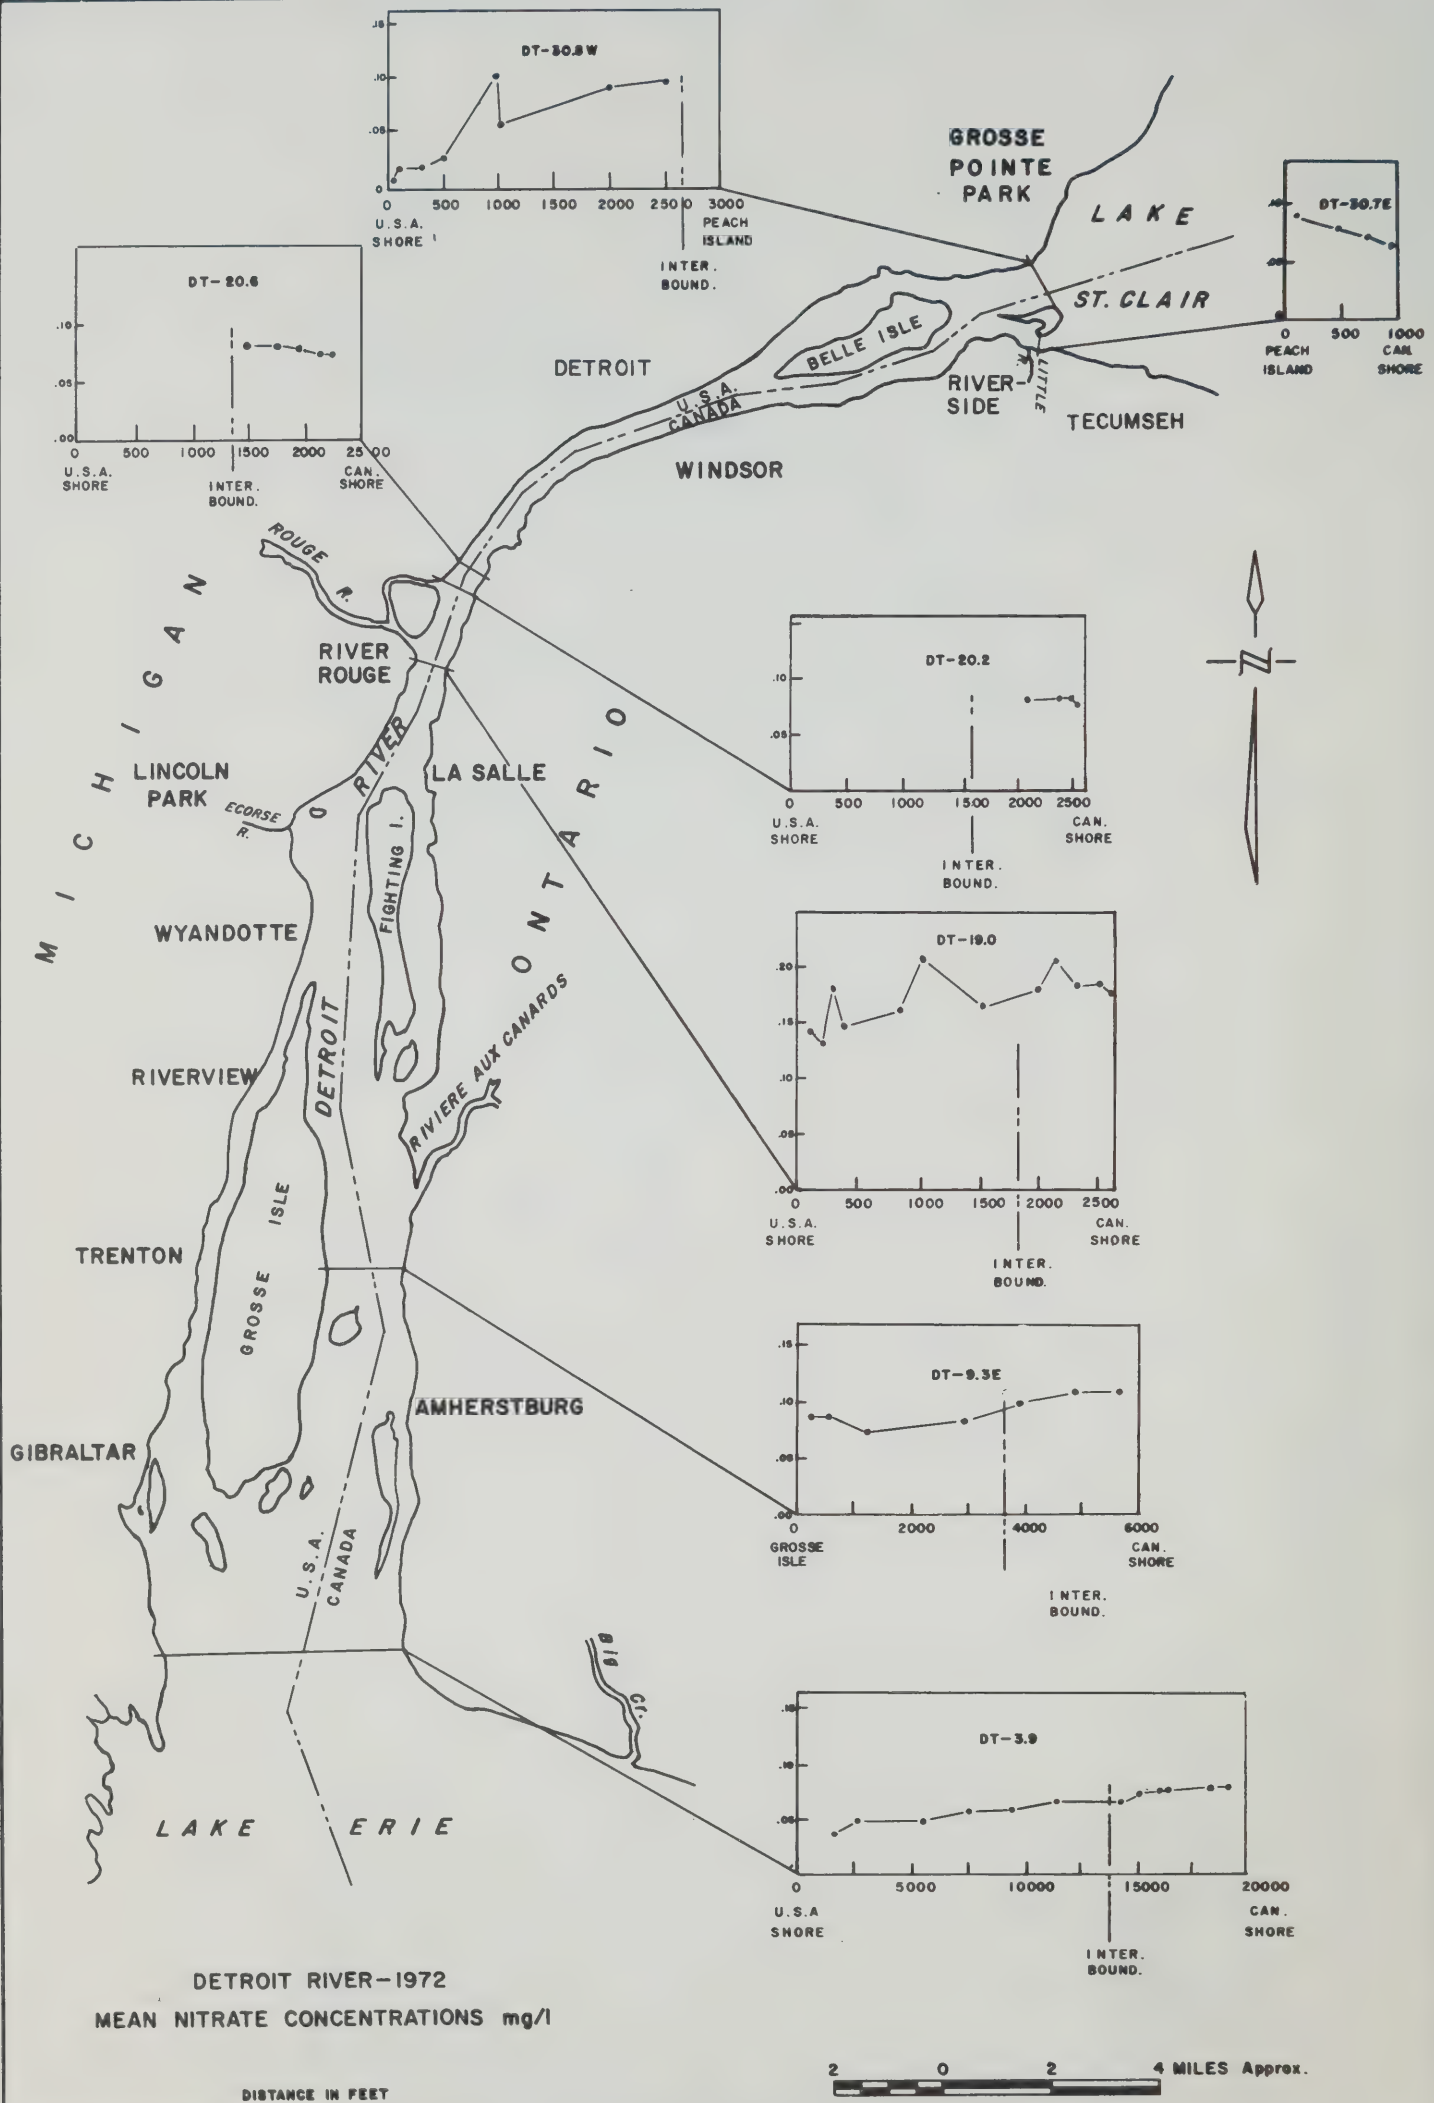 DT-30.8W
.15
.10
.05
0
0 500 1000 1500 2000 2500 3000
U.S.A. SHORE
PEACH ISLAND
INTER. BOUND.
GROSSE
POINTE
PARK
LAKE
ST. CLAIR
DT-30.7E
.10
.05
0 500 1000
PEACH ISLAND
CAN. SHORE
DT-20.6
.10
.05
.00
0 500 1000 1500 2000 2500
U.S.A. SHORE
CAN. SHORE
INTER. BOUND.
DETROIT
BELLE ISLE
U.S.A.
CANADA
RIVER-
SIDE
LITTLE R.
TECUMSEH
WINDSOR
ROUGE R.
MICHIGAN
RIVER
ROUGE
N
DT-20.2
.10
.05
0 500 1000 1500 2000 2500
U.S.A. SHORE
CAN. SHORE
INTER. BOUND.
ONTARIO
DETROIT RIVER
LINCOLN
PARK
LA SALLE
ECORSE R.
FIGHTING I.
WYANDOTTE
DT-19.0
.20
.15
.10
.05
.00
0 500 1000 1500 2000 2500
U.S.A. SHORE
CAN. SHORE
INTER. BOUND.
RIVERVIEW
RIVIERE AUX CANARDS
GROSSE ISLE
TRENTON
DT-9.3E
.15
.10
.05
.00
0 2000 4000 6000
GROSSE ISLE
CAN. SHORE
INTER. BOUND.
AMHERSTBURG
GIBRALTAR
U.S.A.
CANADA
BIG Cr.
DT-3.9
.15
.10
.05
0 5000 10000 15000 20000
U.S.A SHORE
CAN. SHORE
INTER. BOUND.
LAKE ERIE
DETROIT RIVER-1972
MEAN NITRATE CONCENTRATIONS mg/l
DISTANCE IN FEET
2 0 2 4 MILES Approx.